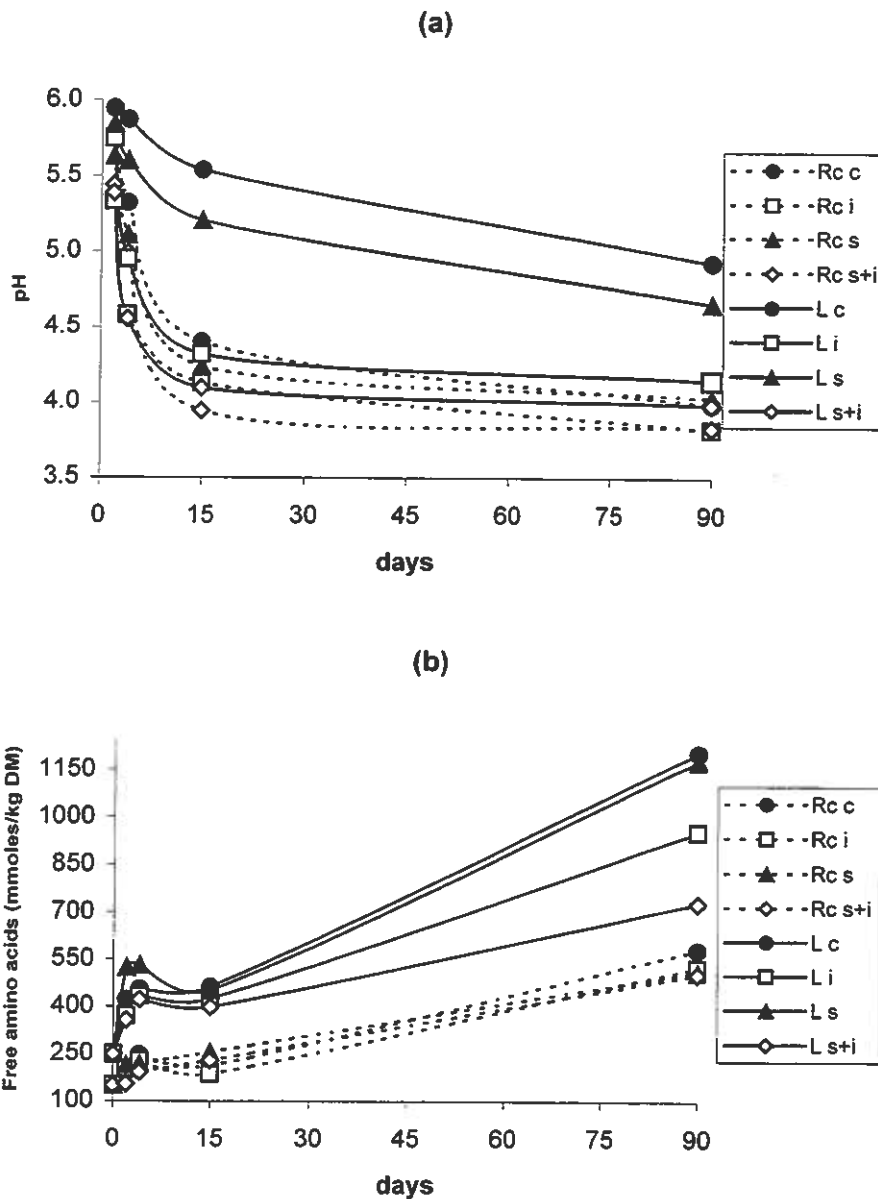 (a)
pH
6.0
5.5
5.0
4.5
4.0
3.5
0 15 30 45 60 75 90
days
Rc c
Rc i
Rc s
Rc s+i
L c
L i
L s
L s+i
(b)
Free amino acids (mmoles/kg DM)
1150
1000
850
700
550
400
250
100
0 15 30 45 60 75 90
days
Rc c
Rc i
Rc s
Rc s+i
L c
L i
L s
L s+i